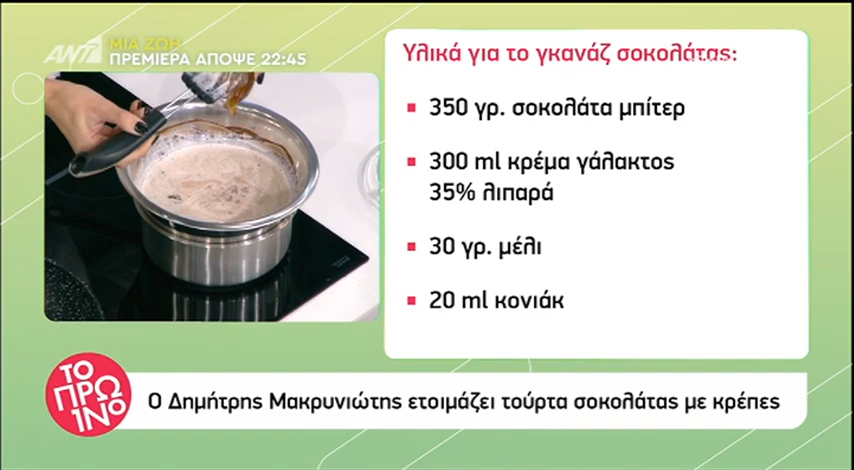 ΑΝΤ1
ΜΙΑ ΖΩΗ
ΠΡΕΜΙΕΡΑ ΑΠΟΨΕ 22:45
Υλικά για το γκανάζ σοκολάτας:
350 γρ. σοκολάτα μπίτερ
300 ml κρέμα γάλακτος
35% λιπαρά
30 γρ. μέλι
20 ml κονιάκ
ΤΟ
ΠΡΩ
ΙΝΟ
Ο Δημήτρης Μακρυνιώτης ετοιμάζει τούρτα σοκολάτας με κρέπες